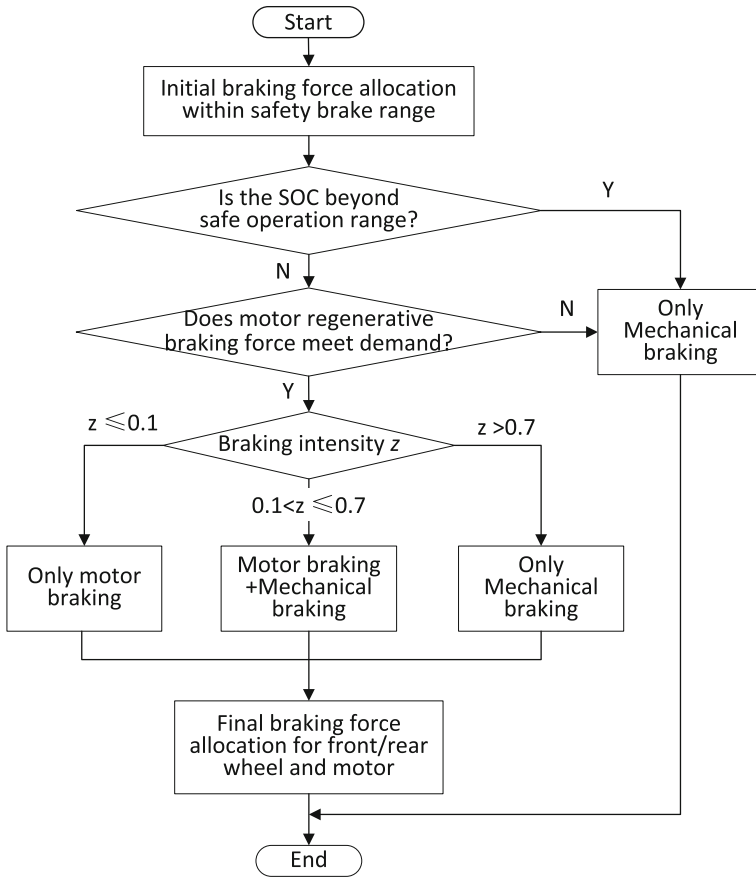 Start
Initial braking force allocation
within safety brake range
Is the SOC beyond
safe operation range?
Y
N
Does motor regenerative
braking force meet demand?
N
Only
Mechanical
braking
Y
z ≤0.1
Braking intensity z
z >0.7
0.1<z ≤0.7
Only motor
braking
Motor braking
+Mechanical
braking
Only
Mechanical
braking
Final braking force
allocation for front/rear
wheel and motor
End